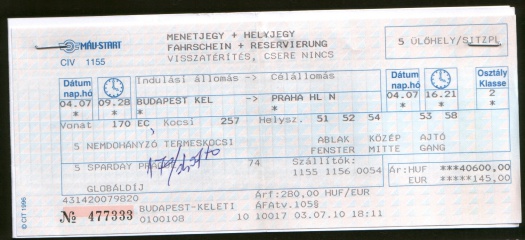 MÁV-START
CIV 1155
MENETJEGY + HELYJEGY
FAHRSCHEIN + RESERVIERUNG
VISSZATÉRÍTÉS, CSERE NINCS
5 ÜLŐHELY/SITZPL
Dátum nap.hó Indulási állomás -> Célállomás Dátum nap.hó Osztály Klasse
04.07 09.28 BUDAPEST KEL -> PRAHA HL N 04.07 16.21 2
* * * * * * *
Vonat 170 EC Kocsi 257 Helysz. 51 52 54 53 58
5 NEMDOHÁNYZÓ TERMESKOCSI ABLAK KÖZÉP AJTÓ
FENSTER MITTE GANG
5 SPARDAY 74 Szállítók:
1155 1156 0054
Ár: HUF ***40600,00
EUR *****145,00
GLOBÁLDÍJ
431420079820 Árf:280,00 HUF/EUR
№ 477333 BUDAPEST-KELETI ÁFAtv.105§
0100108 10 10017 03.07.10 18:11
© CIT 1996